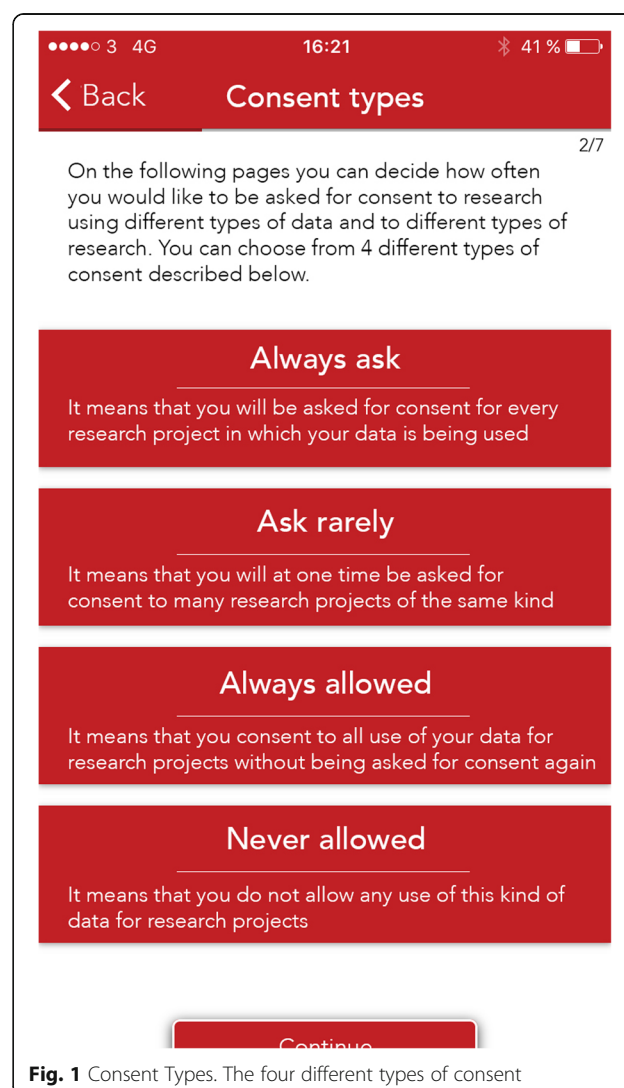 3 4G 16:21 41 %
Back Consent types
2/7
On the following pages you can decide how often
you would like to be asked for consent to research
using different types of data and to different types of
research. You can choose from 4 different types of
consent described below.
Always ask
It means that you will be asked for consent for every
research project in which your data is being used
Ask rarely
It means that you will at one time be asked for
consent to many research projects of the same kind
Always allowed
It means that you consent to all use of your data for
research projects without being asked for consent again
Never allowed
It means that you do not allow any use of this kind of
data for research projects
Continue
Fig. 1 Consent Types. The four different types of consent